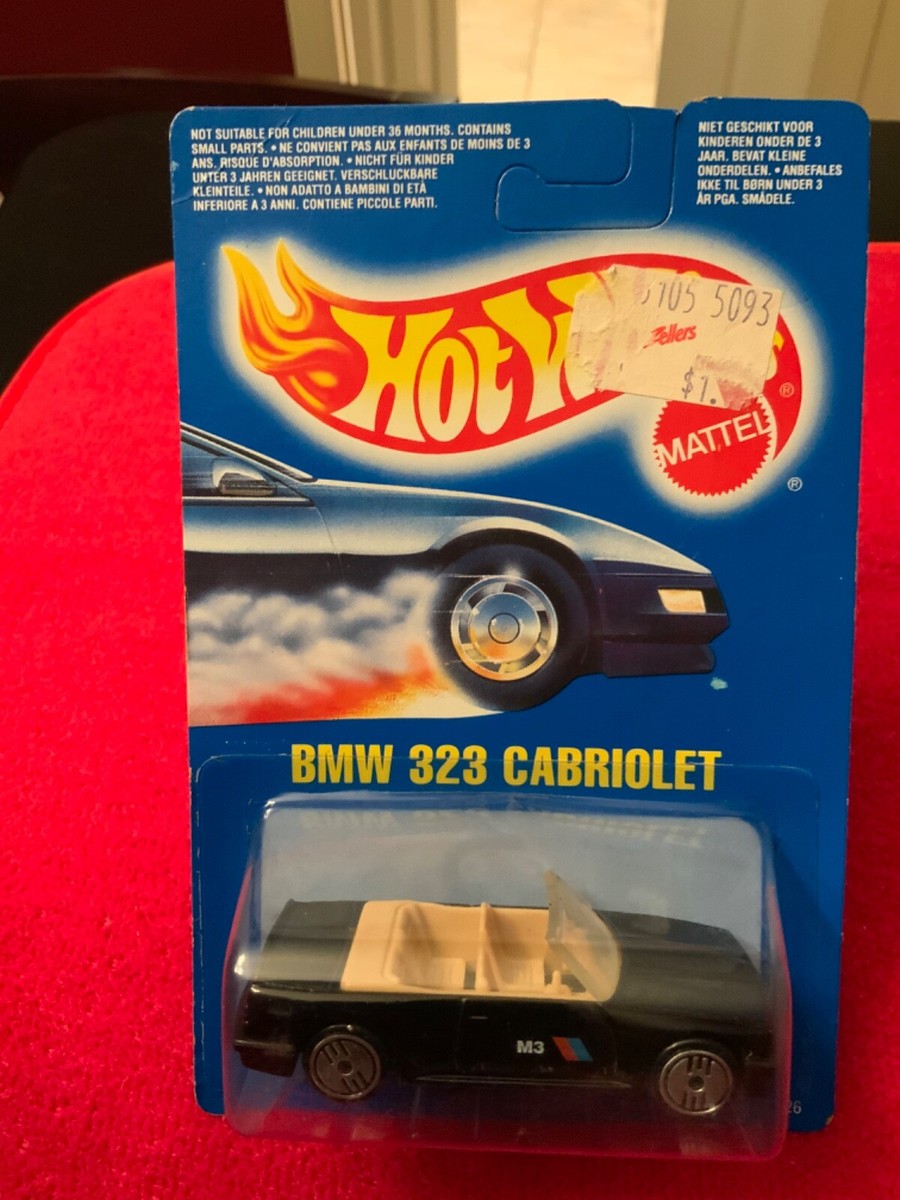 NOT SUITABLE FOR CHILDREN UNDER 36 MONTHS. CONTAINS
SMALL PARTS. • NE CONVIENT PAS AUX ENFANTS DE MOINS DE 3
ANS. RISQUE D'ABSORPTION. • NICHT FÜR KINDER
UNTER 3 JAHREN GEEIGNET. VERSCHLUCKBARE
KLEINTEILE. • NON ADATTO A BAMBINI DI ETÀ
INFERIORE A 3 ANNI. CONTIENE PICCOLE PARTI.
NIET GESCHIKT VOOR
KINDEREN ONDER DE 3
JAAR. BEVAT KLEINE
ONDERDELEN. • ANBEFALES
IKKE TIL BØRN UNDER 3
ÅR PGA. SMÅDELE.
Hot W
5093
Zellers
$1.
®
MATTEL
®
BMW 323 CABRIOLET
M3
26